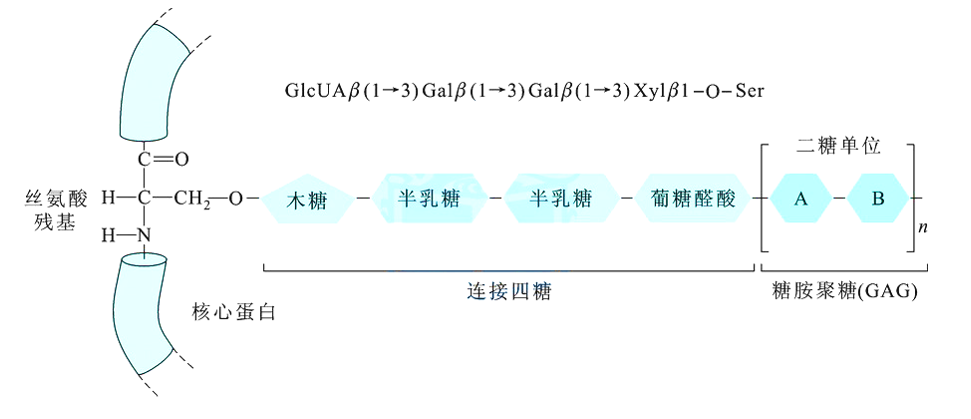 GlcUAβ(1→3)Galβ(1→3)Galβ(1→3)Xylβ1-O-Ser
二糖单位
C=O
丝氨酸
残基
H-C-CH₂-O-
木糖
半乳糖
半乳糖
葡糖醛酸
A
B
n
H-N
连接四糖
糖胺聚糖(GAG)
核心蛋白